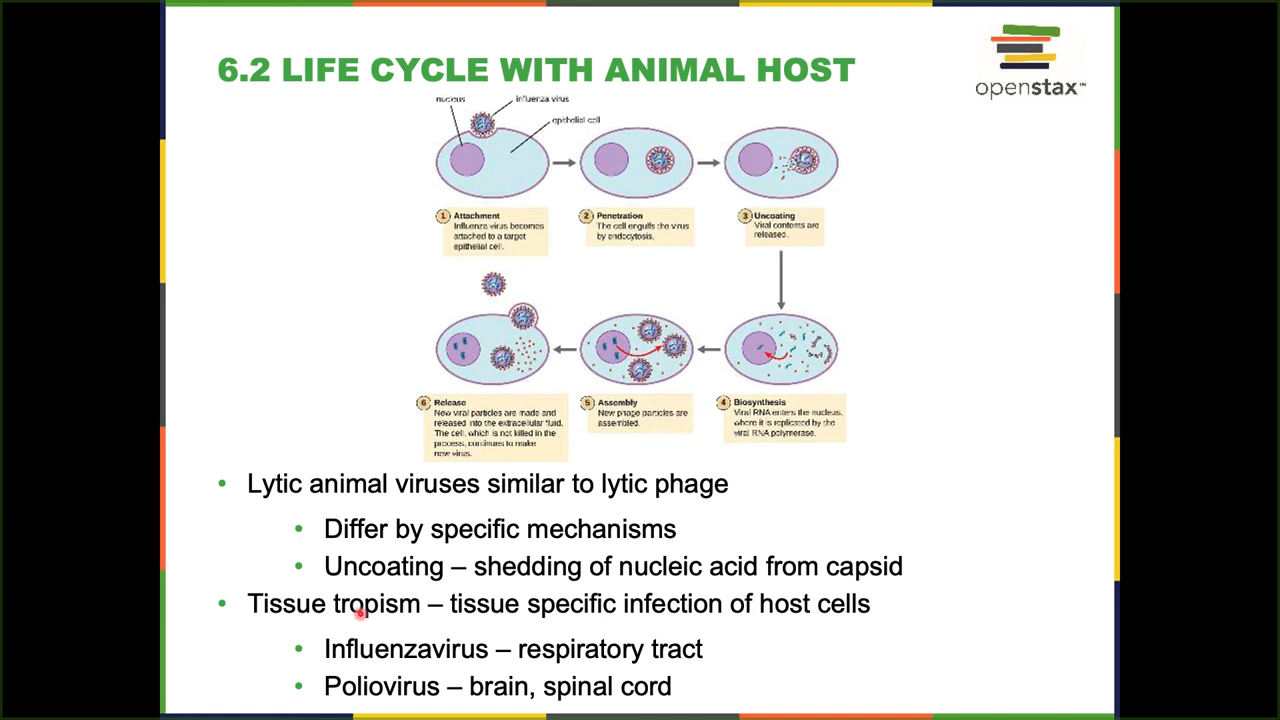 6.2 LIFE CYCLE WITH ANIMAL HOST
openstax™
nucleus
influenza virus
epithelial cell
1 Attachment
Influenza virus becomes
attached to a target
epithelial cell.
2 Penetration
The cell engulfs the virus
by endocytosis.
3 Uncoating
Viral contents are
released.
6 Release
New viral particles are made and
released into the extracellular fluid.
The cell, which is not killed in the
process, continues to make
new virus.
5 Assembly
New phage particles are
assembled.
4 Biosynthesis
Viral RNA enters the nucleus,
where it is replicated by the
viral RNA polymerase.
• Lytic animal viruses similar to lytic phage
• Differ by specific mechanisms
• Uncoating – shedding of nucleic acid from capsid
• Tissue tropism – tissue specific infection of host cells
• Influenzavirus – respiratory tract
• Poliovirus – brain, spinal cord